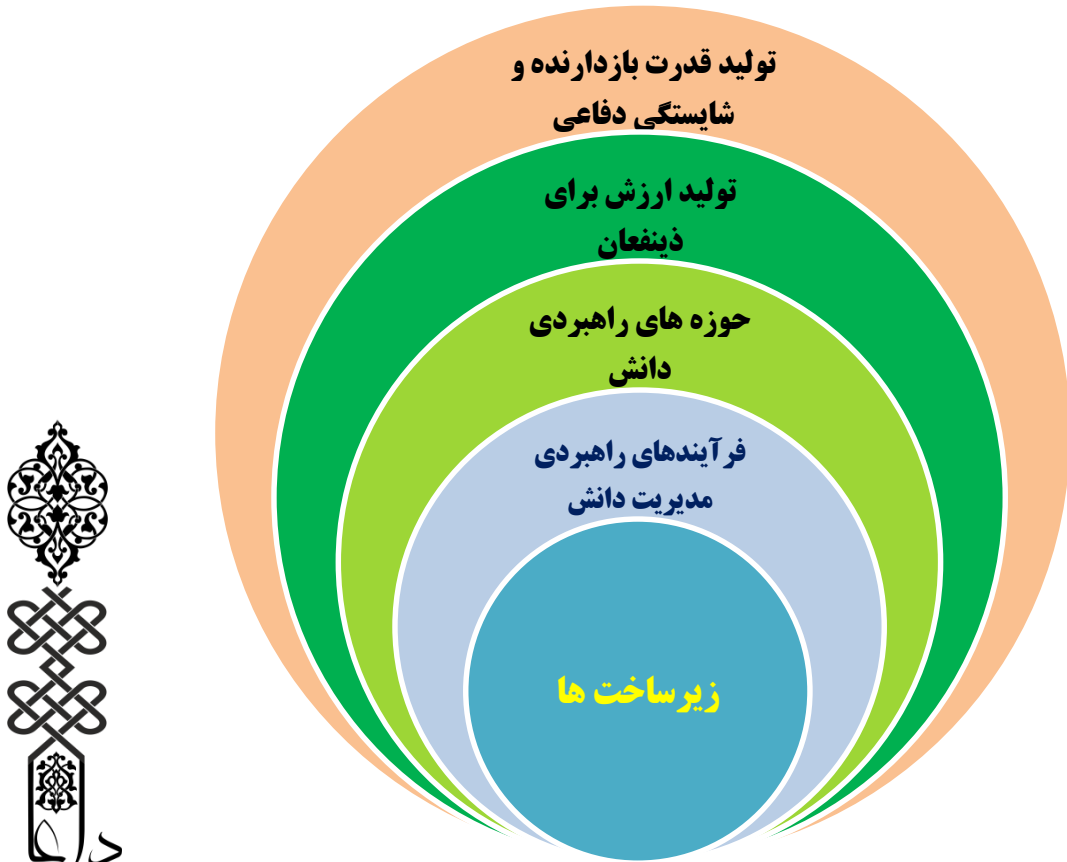 تولید قدرت بازدارنده و
شایستگی دفاعی
تولید ارزش برای
ذینفعان
حوزه های راهبردی
دانش
فرآیندهای راهبردی
مدیریت دانش
زیرساخت ها